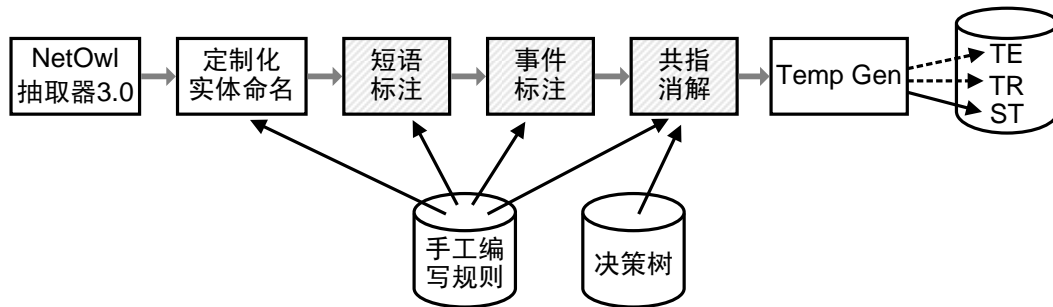 NetOwl
抽取器3.0
定制化
实体命名
短语
标注
事件
标注
共指
消解
Temp Gen
TE
TR
ST
手工编
写规则
决策树